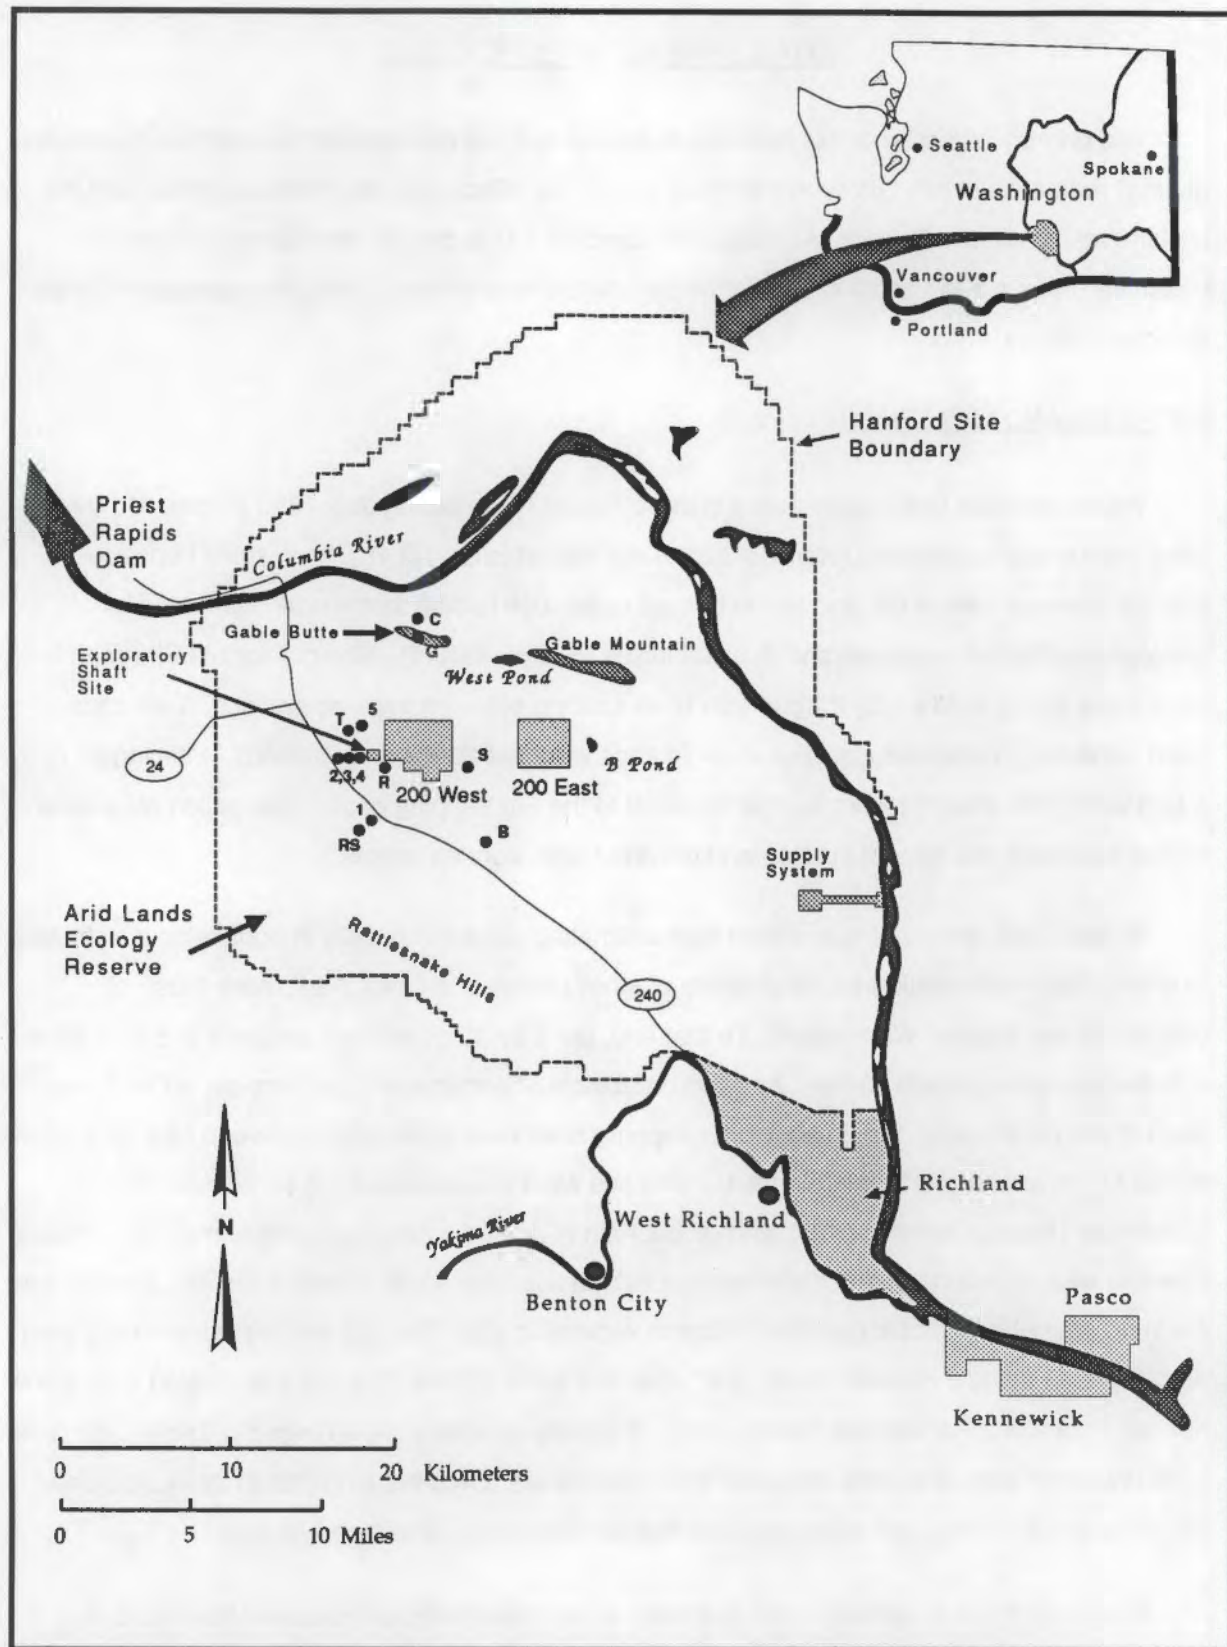 Seattle
Spokane
Washington
Vancouver
Portland
Hanford Site
Boundary
Priest
Rapids
Dam
Columbia River
C
Gable Butte
G
Gable Mountain
West Pond
Exploratory
Shaft
Site
5
T
24
2,3,4
R
S
200 West
200 East
B Pond
1
RS
B
Supply
System
Arid Lands
Ecology
Reserve
Rattlesnake Hills
240
Richland
West Richland
N
Yakima River
Benton City
Pasco
Kennewick
0 10 20 Kilometers
0 5 10 Miles